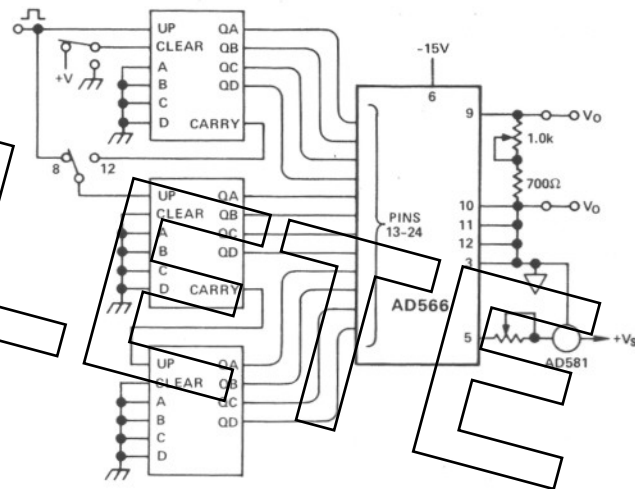 UP QA
CLEAR QB
+V
A QC
B QD
C
D CARRY
8 12
UP QA
CLEAR QB
A QC
B QD
C
D CARRY
UP QA
CLEAR QB
A QC
B QD
C
D
-15V
6
9 Vo
1.0k
700Ω
10 Vo
11
12
3
PINS
13-24
AD566
5
+Vs
AD581